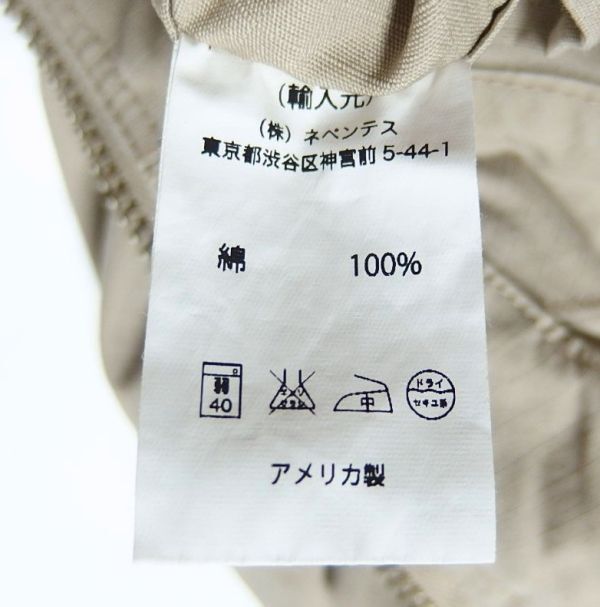 (輸入元)
(株) ネペンテス
東京都渋谷区神宮前 5-44-1
綿 100%
40 中 ドライ
セキユ系
アメリカ製